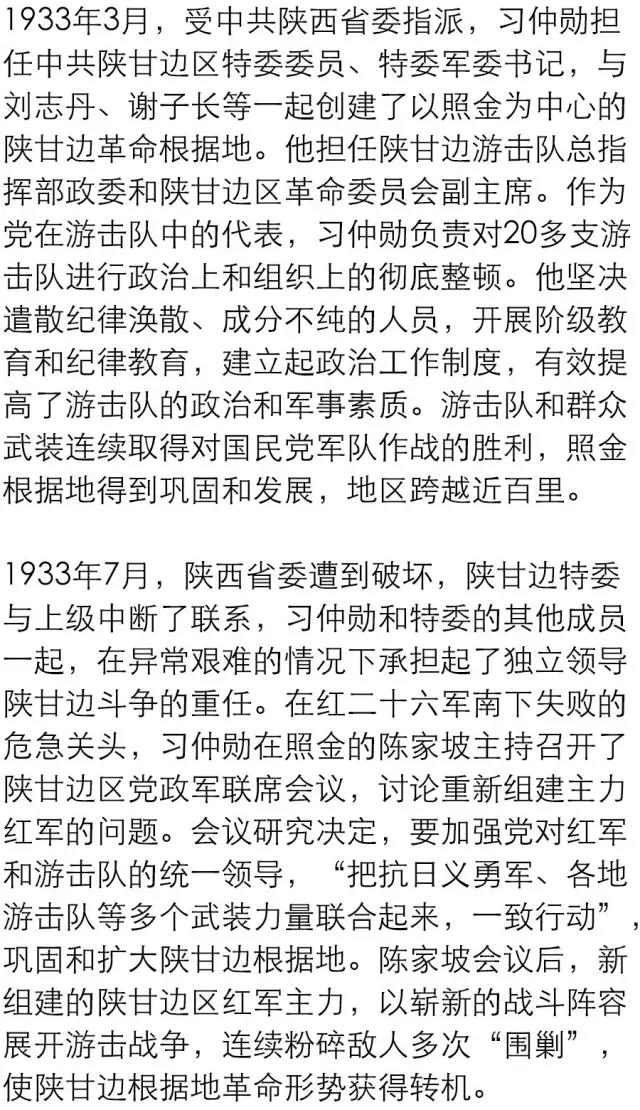 1933年3月，受中共陕西省委指派，习仲勋担
任中共陕甘边区特委委员、特委军委书记，与
刘志丹、谢子长等一起创建了以照金为中心的
陕甘边革命根据地。他担任陕甘边游击队总指
挥部政委和陕甘边区革命委员会副主席。作为
党在游击队中的代表，习仲勋负责对20多支游
击队进行政治上和组织上的彻底整顿。他坚决
遣散纪律涣散、成分不纯的人员，开展阶级教
育和纪律教育，建立起政治工作制度，有效提
高了游击队的政治和军事素质。游击队和群众
武装连续取得对国民党军队作战的胜利，照金
根据地得到巩固和发展，地区跨越近百里。
1933年7月，陕西省委遭到破坏，陕甘边特委
与上级中断了联系，习仲勋和特委的其他成员
一起，在异常艰难的情况下承担起了独立领导
陕甘边斗争的重任。在红二十六军南下失败的
危急关头，习仲勋在照金的陈家坡主持召开了
陕甘边区党政军联席会议，讨论重新组建主力
红军的问题。会议研究决定，要加强党对红军
和游击队的统一领导，“把抗日义勇军、各地
游击队等多个武装力量联合起来，一致行动”，
巩固和扩大陕甘边根据地。陈家坡会议后，新
组建的陕甘边区红军主力，以崭新的战斗阵容
展开游击战争，连续粉碎敌人多次“围剿”，
使陕甘边根据地革命形势获得转机。